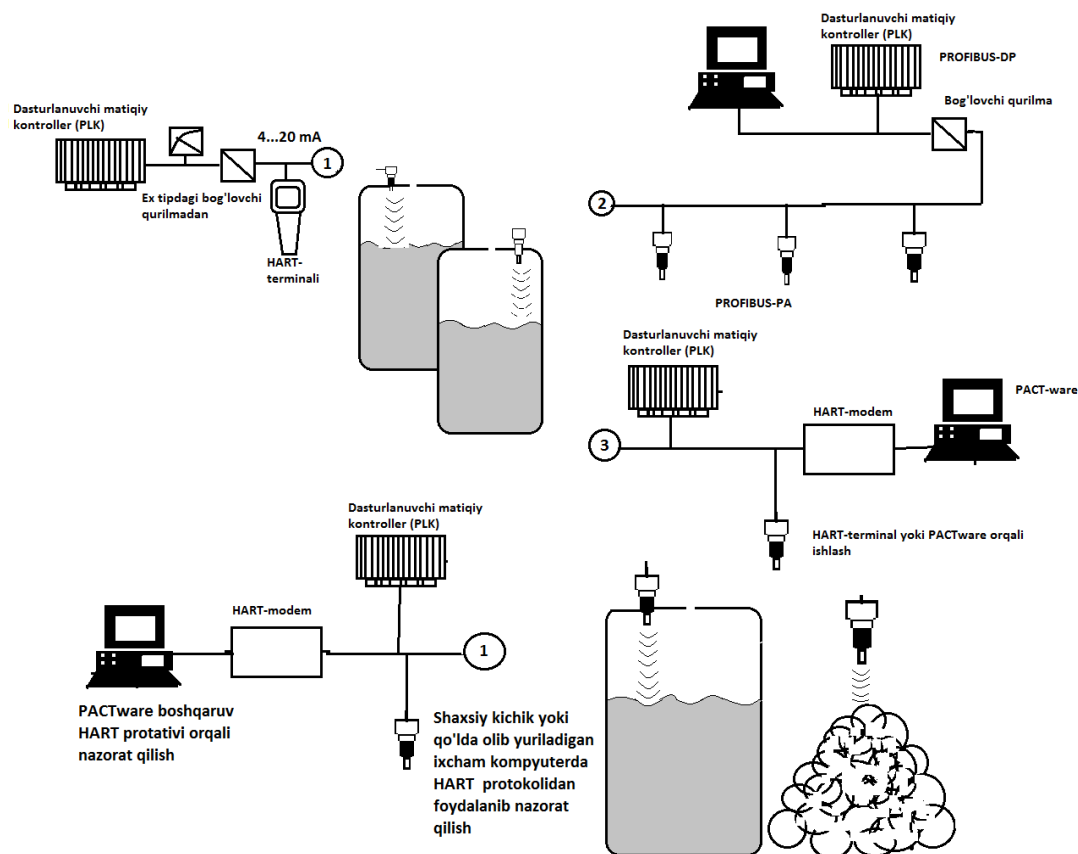 Dasturlanuvchi matiqiy
kontroller (PLK)
4...20 mA
1
Ex tipdagi bog'lovchi
qurilmadan
HART-
terminali
Dasturlanuvchi matiqiy
kontroller (PLK)
PROFIBUS-DP
Bog'lovchi qurilma
2
PROFIBUS-PA
Dasturlanuvchi matiqiy
kontroller (PLK)
PACT-ware
HART-modem
3
HART-terminal yoki PACTware orqali
ishlash
Dasturlanuvchi matiqiy
kontroller (PLK)
HART-modem
1
PACTware boshqaruv
HART protativi orqali
nazorat qilish
Shaxsiy kichik yoki
qo'lda olib yuriladigan
ixcham kompyuterda
HART protokolidan
foydalanib nazorat
qilish